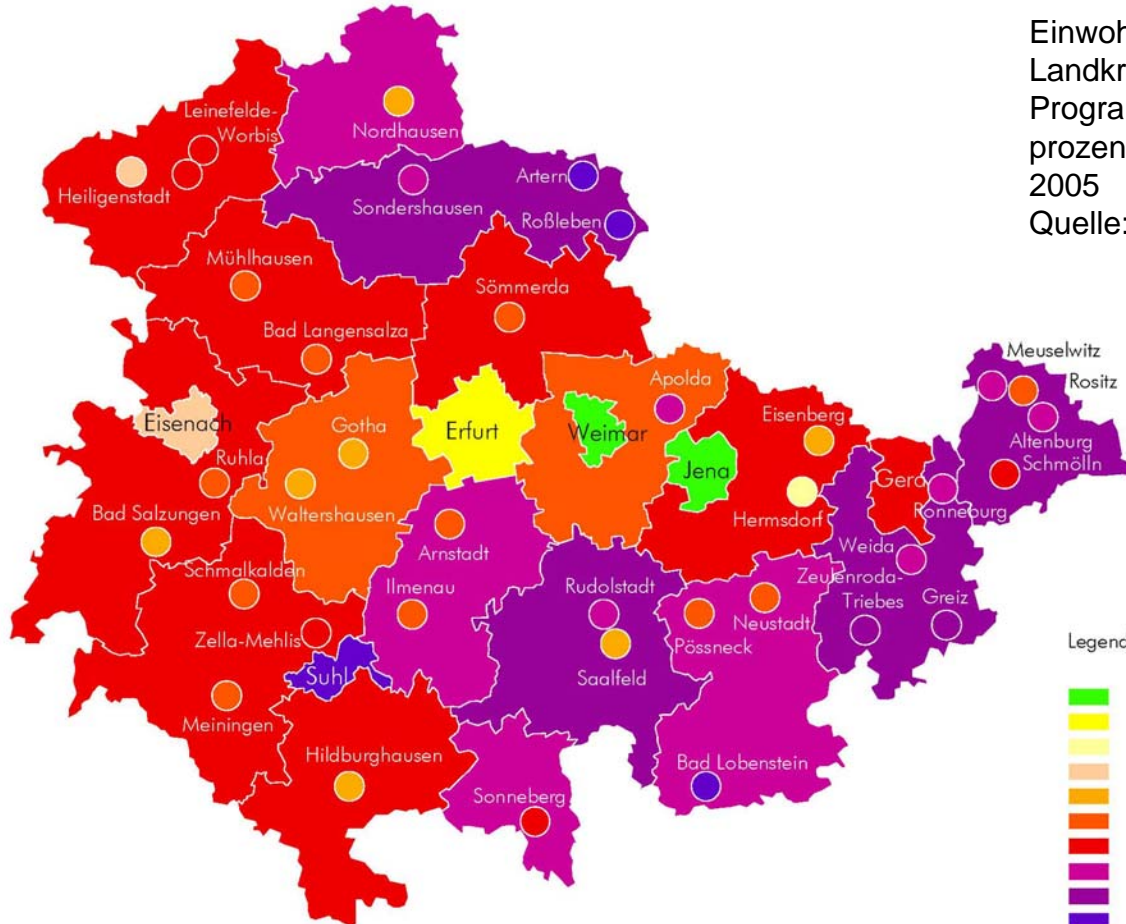 Einwoh
Landkr
Progra
prozen
2005
Quelle:
Leinefelde-
Worbis
Nordhausen
Heiligenstadt
Sondershausen
Artern
Roßleben
Mühlhausen
Sömmerda
Bad Langensalza
Meuselwitz
Rositz
Apolda
Eisenach
Gotha
Erfurt
Weimar
Eisenberg
Altenburg
Schmölln
Ruhla
Jena
Gera
Waltershausen
Hermsdorf
Ronneburg
Bad Salzungen
Arnstadt
Weida
Schmalkalden
Ilmenau
Rudolstadt
Zeulenroda-
Triebes
Greiz
Neustadt
Zella-Mehlis
Pössneck
Legend
Suhl
Saalfeld
Meiningen
Hildburghausen
Bad Lobenstein
Sonneberg